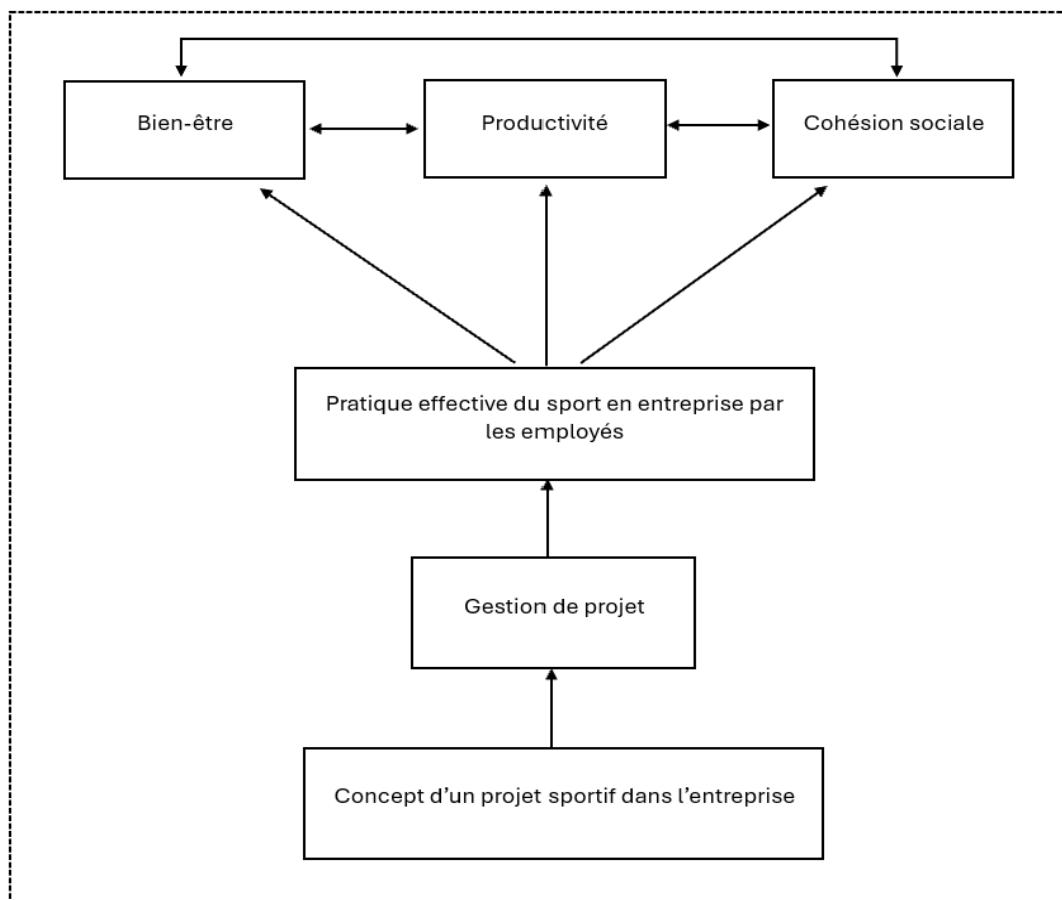 Bien-être
Productivité
Cohésion sociale
Pratique effective du sport en entreprise par
les employés
Gestion de projet
Concept d’un projet sportif dans l’entreprise